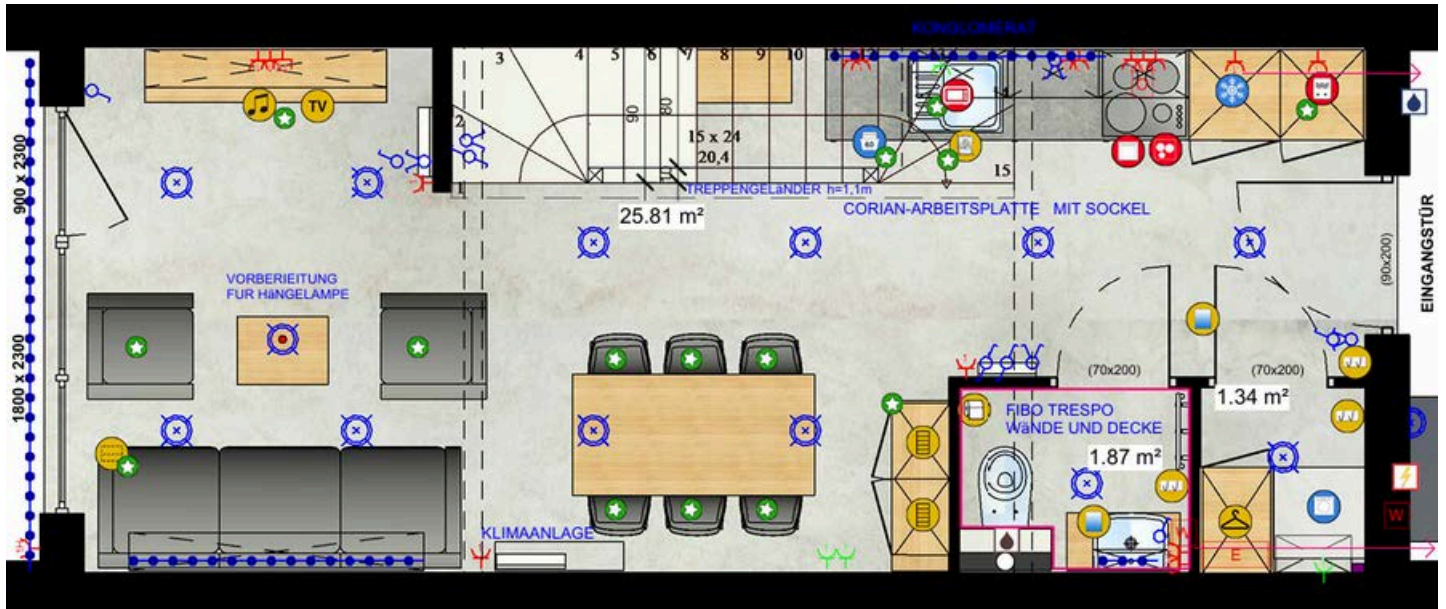 KONGLOMERAT
3
4
5
6
7
8
9
10
TV
2
90
80
15 x 24
20,4
14
60
15
1
TREPPENGELäNDER h=1,1m
25.81 m²
CORIAN-ARBEITSPLATTE MIT SOCKEL
900 x 2300
1800 x 2300
VORBERIEITUNG
FUR HäNGELAMPE
(90x200)
EINGANGSTÜR
(70x200)
(70x200)
1.34 m²
FIBO TRESPO
WäNDE UND DECKE
1.87 m²
KLIMAANLAGE
W
W
E